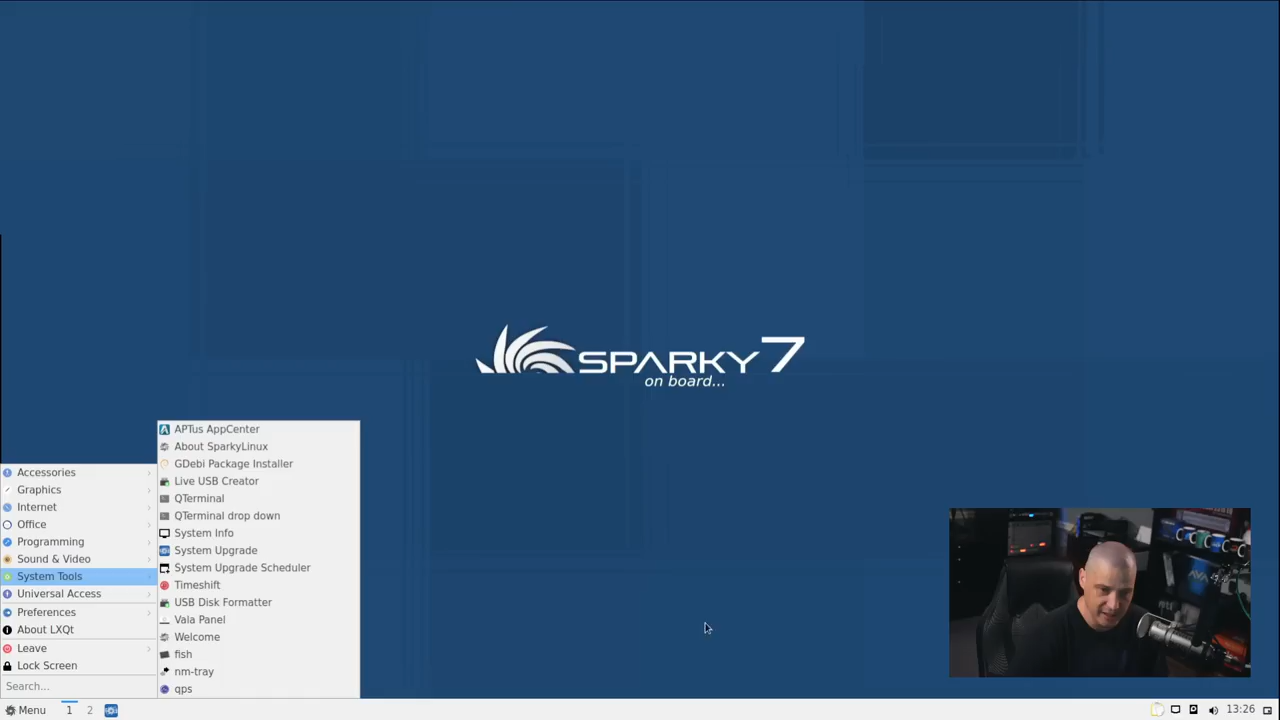 SPARKY 7
on board...
APTus AppCenter
About SparkyLinux
GDebi Package Installer
Live USB Creator
QTerminal
QTerminal drop down
System Info
System Upgrade
System Upgrade Scheduler
Timeshift
USB Disk Formatter
Vala Panel
Welcome
fish
nm-tray
qps
Accessories
Graphics
Internet
Office
Programming
Sound & Video
System Tools
Universal Access
Preferences
About LXQt
Leave
Lock Screen
Search...
Menu 1 2
13:26